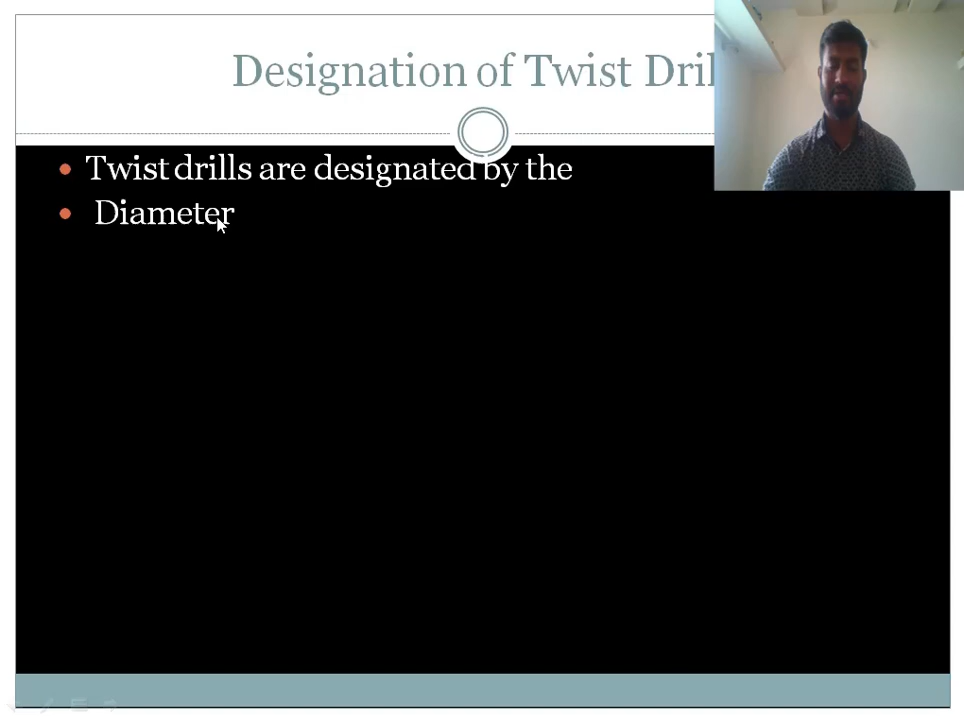 Designation of Twist Dril
Twist drills are designated by the
Diameter